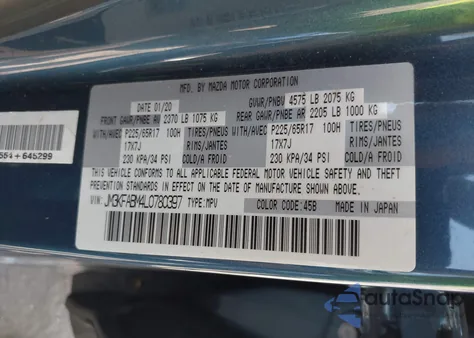 MFD. BY MAZDA MOTOR CORPORATION
DATE 01/20 GVWR/PNBV 4575 LB 2075 KG
FRONT GAWR/PNBE AV 2370 LB 1075 KG REAR GAWR/PNBE AR 2205 LB 1000 KG
WITH/AVEC P225/65R17 100H TIRES/PNEUS WITH/AVEC P225/65R17 100H TIRES/PNEUS
17X7J 17X7J
230 KPA/34 PSI COLD/A FROID 230 KPA/34 PSI COLD/A FROID
THIS VEHICLE CONFORMS TO ALL APPLICABLE FEDERAL MOTOR VEHICLE SAFETY AND THEFT
PREVENTION STANDARDS IN EFFECT ON THE DATE OF MANUFACTURE SHOWN ABOVE.
VIN: JM3KFABM4L0780397 TYPE:MPV COLOR CODE:45B MADE IN JAPAN
+645299
autoSnap